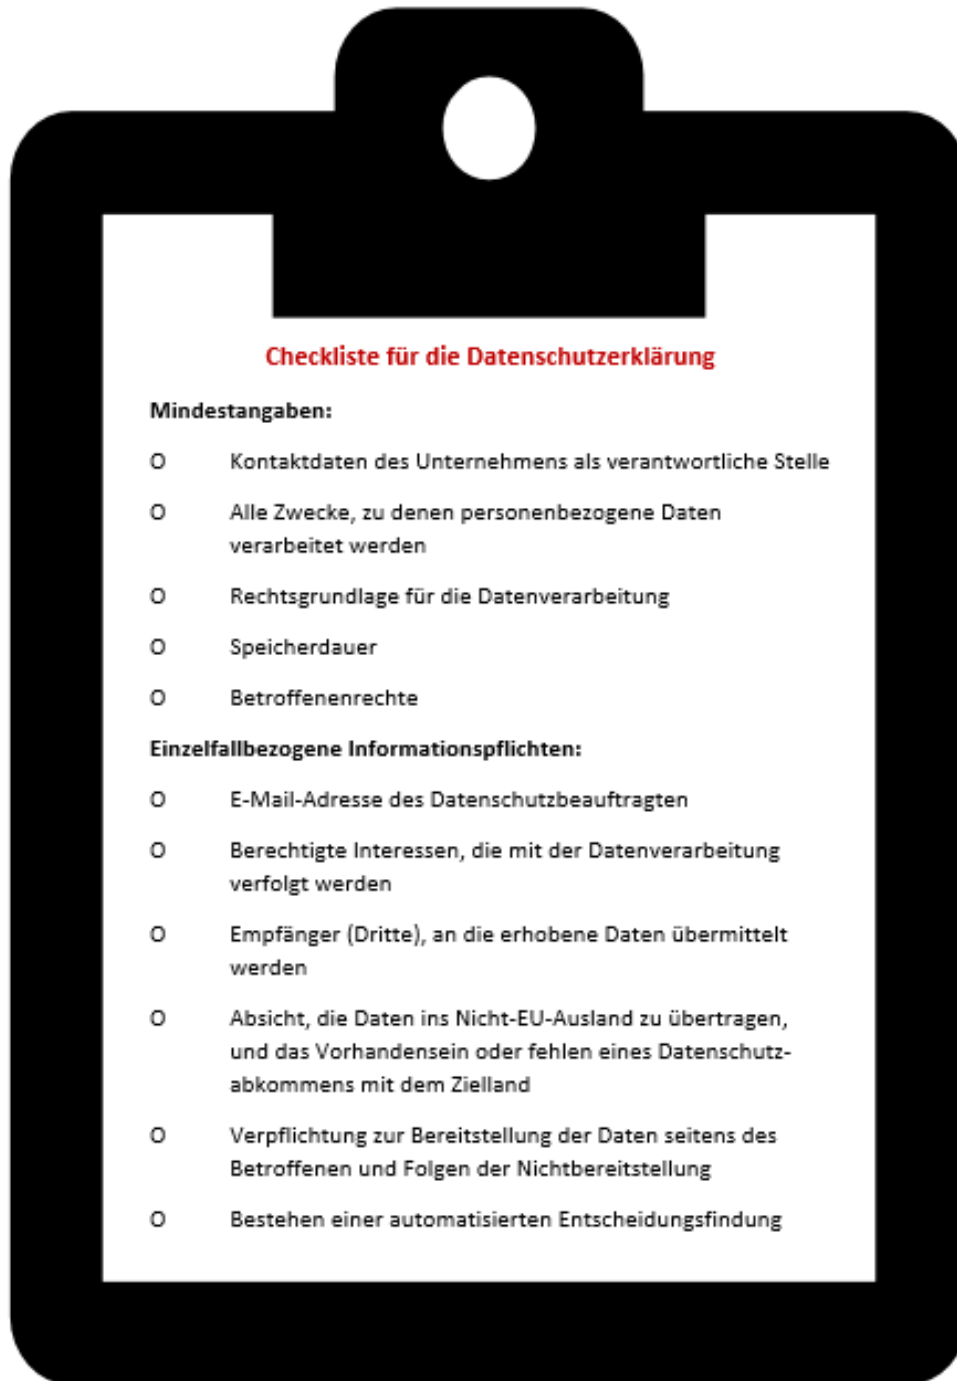 Checkliste für die Datenschutzerklärung
Mindestangaben:
O Kontaktdaten des Unternehmens als verantwortliche Stelle
O Alle Zwecke, zu denen personenbezogene Daten
verarbeitet werden
O Rechtsgrundlage für die Datenverarbeitung
O Speicherdauer
O Betroffenenrechte
Einzelfallbezogene Informationspflichten:
O E-Mail-Adresse des Datenschutzbeauftragten
O Berechtigte Interessen, die mit der Datenverarbeitung
verfolgt werden
O Empfänger (Dritte), an die erhobene Daten übermittelt
werden
O Absicht, die Daten ins Nicht-EU-Ausland zu übertragen,
und das Vorhandensein oder fehlen eines Datenschutz-
abkommens mit dem Zielland
O Verpflichtung zur Bereitstellung der Daten seitens des
Betroffenen und Folgen der Nichtbereitstellung
O Bestehen einer automatisierten Entscheidungsfindung